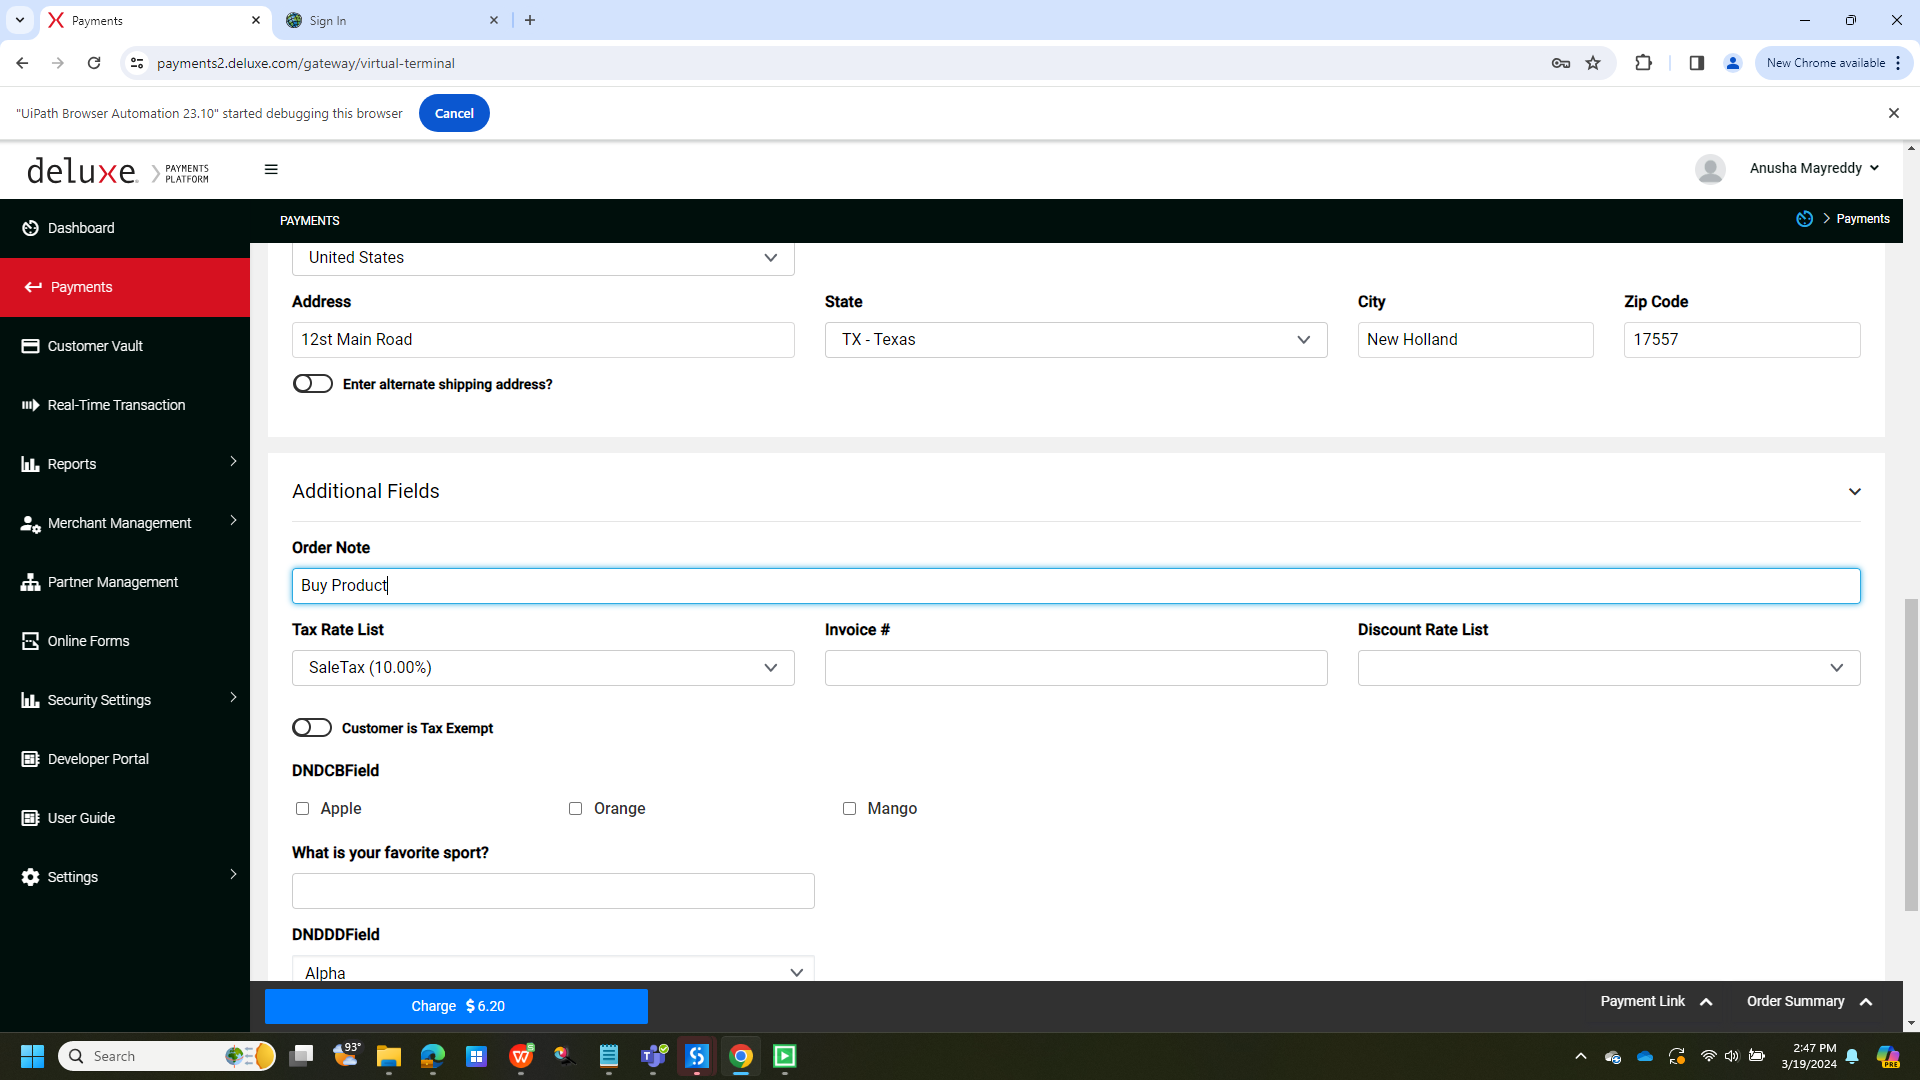 Payments
Sign In
payments2.deluxe.com/gateway/virtual-terminal
New Chrome available
"UiPath Browser Automation 23.10" started debugging this browser
Cancel
deluxe. PAYMENTS PLATFORM
Anusha Mayreddy
PAYMENTS
Payments
Dashboard
Payments
Customer Vault
Real-Time Transaction
Reports
Merchant Management
Partner Management
Online Forms
Security Settings
Developer Portal
User Guide
Settings
United States
Address State City Zip Code
12st Main Road TX - Texas New Holland 17557
Enter alternate shipping address?
Additional Fields
Order Note
Buy Product
Tax Rate List Invoice # Discount Rate List
SaleTax (10.00%)
Customer is Tax Exempt
DNDCBField
Apple Orange Mango
What is your favorite sport?
DNDDDField
Alpha
Charge $ 6.20
Payment Link Order Summary
Search
93°
2:47 PM
3/19/2024
PRE